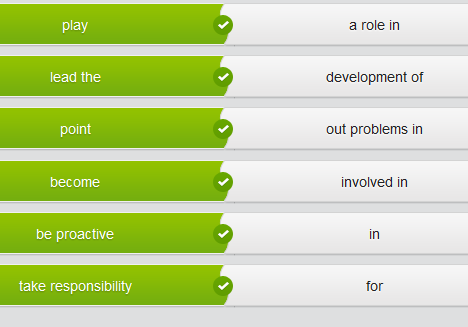 play a role in
lead the development of
point out problems in
become involved in
be proactive in
take responsibility for